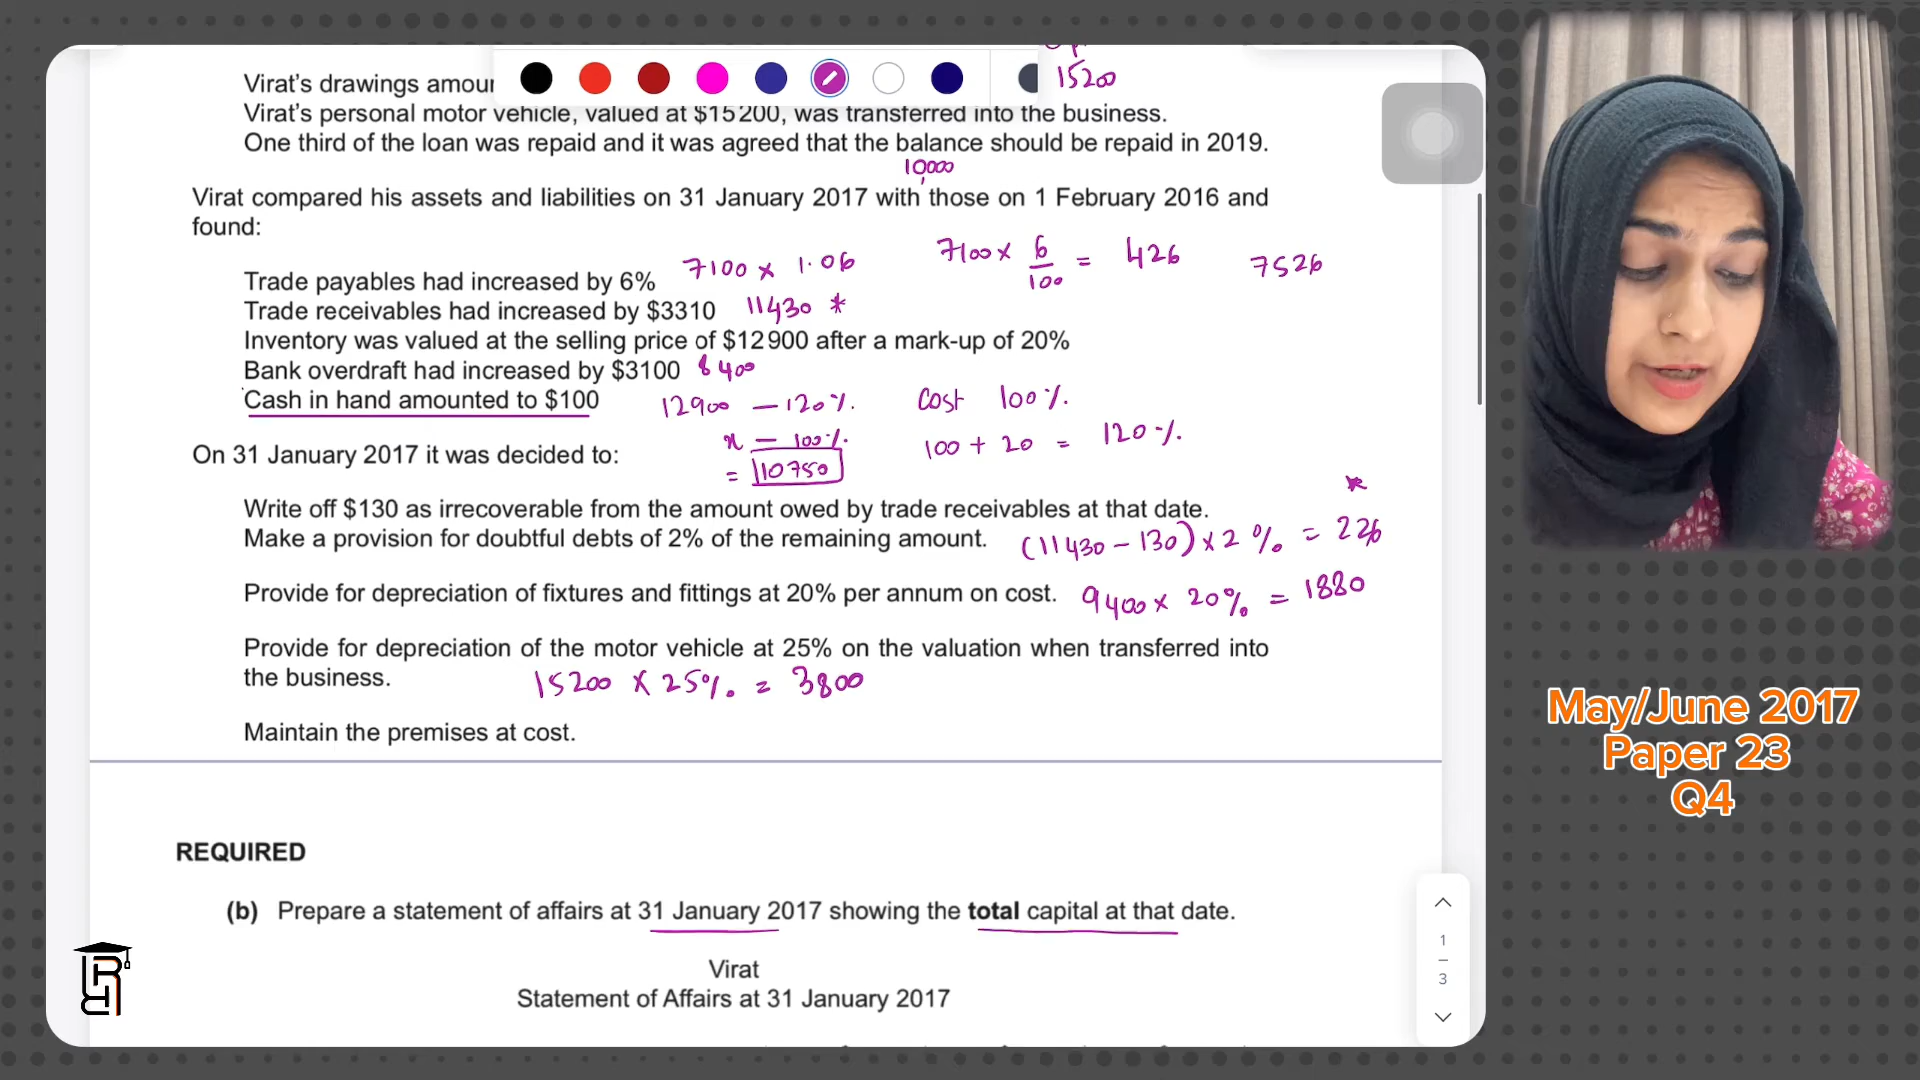 15200
Virat's drawings amour
Virat's personal motor vehicle, valued at $15 200, was transferred into the business.
One third of the loan was repaid and it was agreed that the balance should be repaid in 2019.
10,000
Virat compared his assets and liabilities on 31 January 2017 with those on 1 February 2016 and
found:
7100 × 6/100 = 426 7526
Trade payables had increased by 6% 7100 × 1.06
Trade receivables had increased by $3310 11430 *
Inventory was valued at the selling price of $12 900 after a mark-up of 20%
Bank overdraft had increased by $3100 8400
Cash in hand amounted to $100 12900 – 120% Cost 100%
x – 100% 100 + 20 = 120%
On 31 January 2017 it was decided to:
= 10750
*
Write off $130 as irrecoverable from the amount owed by trade receivables at that date.
Make a provision for doubtful debts of 2% of the remaining amount. (11430 – 130) × 2% = 226
Provide for depreciation of fixtures and fittings at 20% per annum on cost. 9400 × 20% = 1880
Provide for depreciation of the motor vehicle at 25% on the valuation when transferred into
the business. 15200 × 25% = 3800
Maintain the premises at cost.
REQUIRED
(b) Prepare a statement of affairs at 31 January 2017 showing the total capital at that date.
Virat
Statement of Affairs at 31 January 2017
1
–
3
May/June 2017
Paper 23
Q4